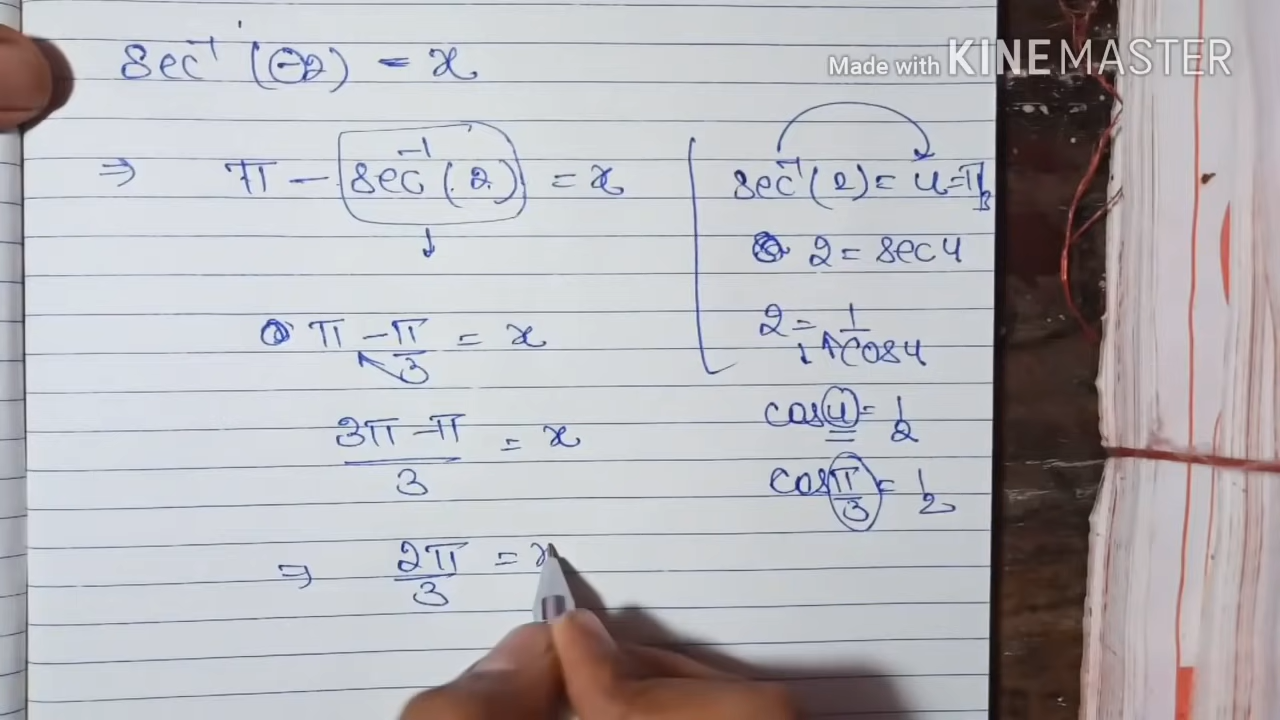 Made with KINEMASTER
sec⁻¹ (-2) = x
⇒ π - sec⁻¹ (2) = x
π - π/3 = x
(3π - π)/3 = x
⇒ 2π/3 = x
sec⁻¹ (2) = y = π/3
2 = sec y
2 = 1/cos y
cos y = 1/2
cos π/3 = 1/2